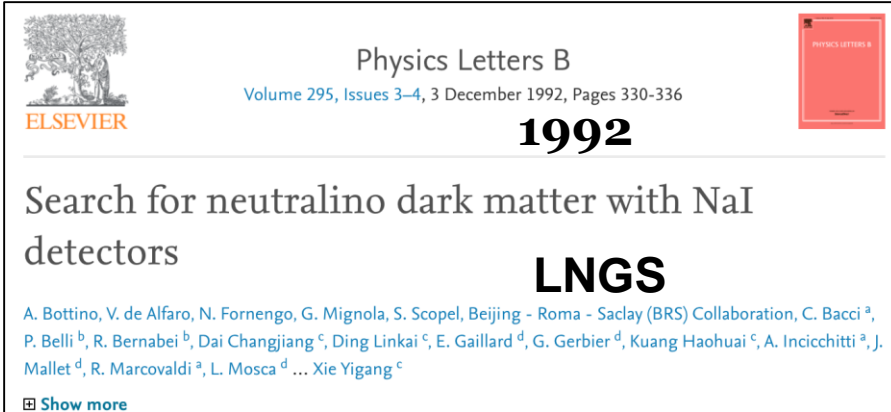 ELSEVIER
Physics Letters B
Volume 295, Issues 3–4, 3 December 1992, Pages 330-336
PHYSICS LETTERS B
1992
Search for neutralino dark matter with NaI
detectors
LNGS
A. Bottino, V. de Alfaro, N. Fornengo, G. Mignola, S. Scopel, Beijing - Roma - Saclay (BRS) Collaboration, C. Bacci a,
P. Belli b, R. Bernabei b, Dai Changjiang c, Ding Linkai c, E. Gaillard d, G. Gerbier d, Kuang Haohuai c, A. Incicchitti a, J.
Mallet d, R. Marcovaldi a, L. Mosca d ... Xie Yigang c
Show more